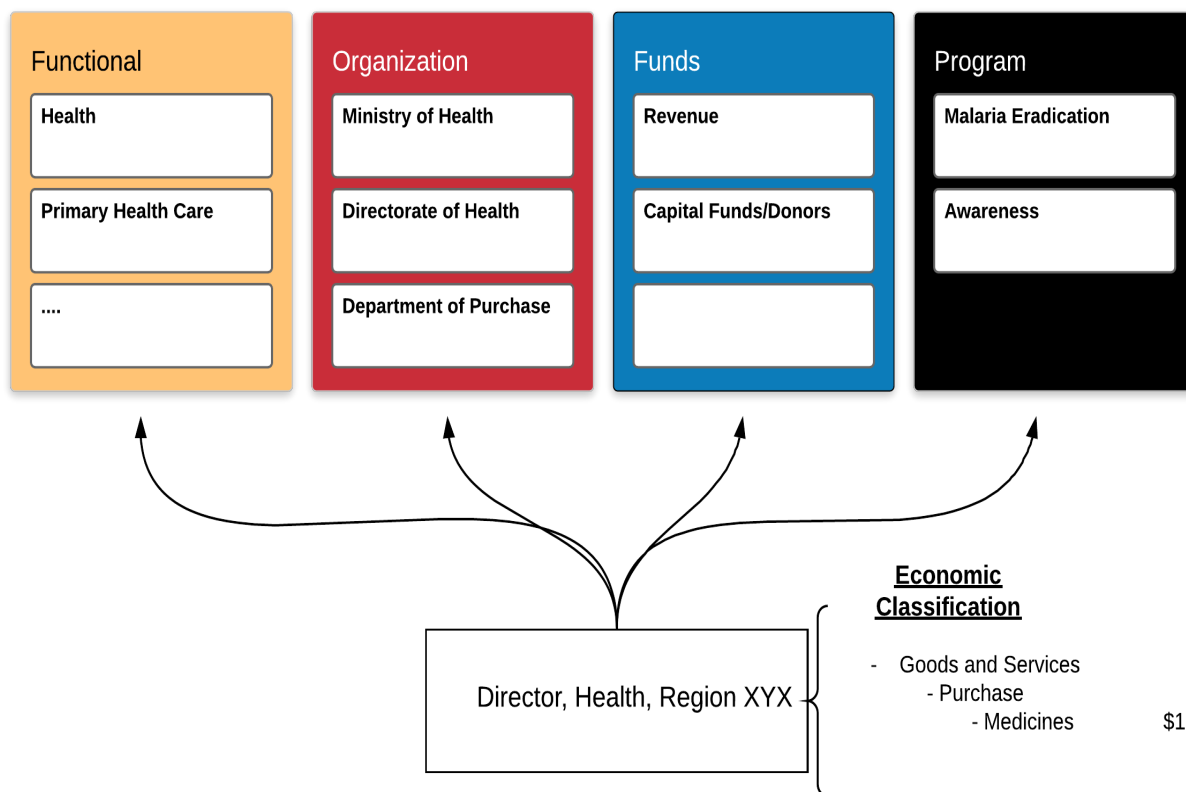 Functional
Health
Primary Health Care
....
Organization
Ministry of Health
Directorate of Health
Department of Purchase
Funds
Revenue
Capital Funds/Donors
Program
Malaria Eradication
Awareness
Director, Health, Region XYX
Economic
Classification
- Goods and Services
- Purchase
- Medicines $1